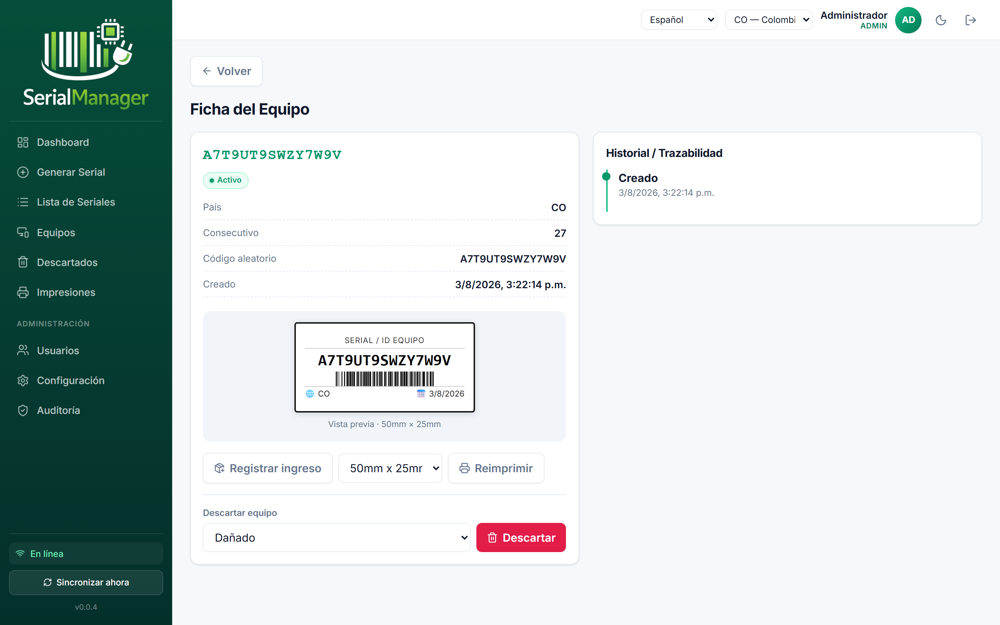 SerialManager
Dashboard
Generar Serial
Lista de Seriales
Equipos
Descartados
Impresiones
ADMINISTRACIÓN
Usuarios
Configuración
Auditoría
En línea
Sincronizar ahora
v0.0.4
Español
CO — Colombi
Administrador
ADMIN
AD
Volver
Ficha del Equipo
A7T9UT9SWZY7W9V
Activo
País CO
Consecutivo 27
Código aleatorio A7T9UT9SWZY7W9V
Creado 3/8/2026, 3:22:14 p.m.
SERIAL / ID EQUIPO
A7T9UT9SWZY7W9V
CO 3/8/2026
Vista previa · 50mm × 25mm
Registrar ingreso
50mm x 25mr
Reimprimir
Descartar equipo
Dañado
Descartar
Historial / Trazabilidad
Creado
3/8/2026, 3:22:14 p.m.